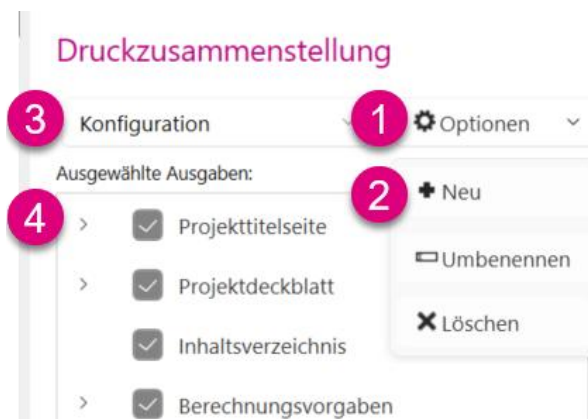 Druckzusammenstellung
3 Konfiguration 1 Optionen
Ausgewählte Ausgaben:
2 Neu
4 Projekttitelseite
Umbenennen
Projektdeckblatt
Löschen
Inhaltsverzeichnis
Berechnungsvorgaben